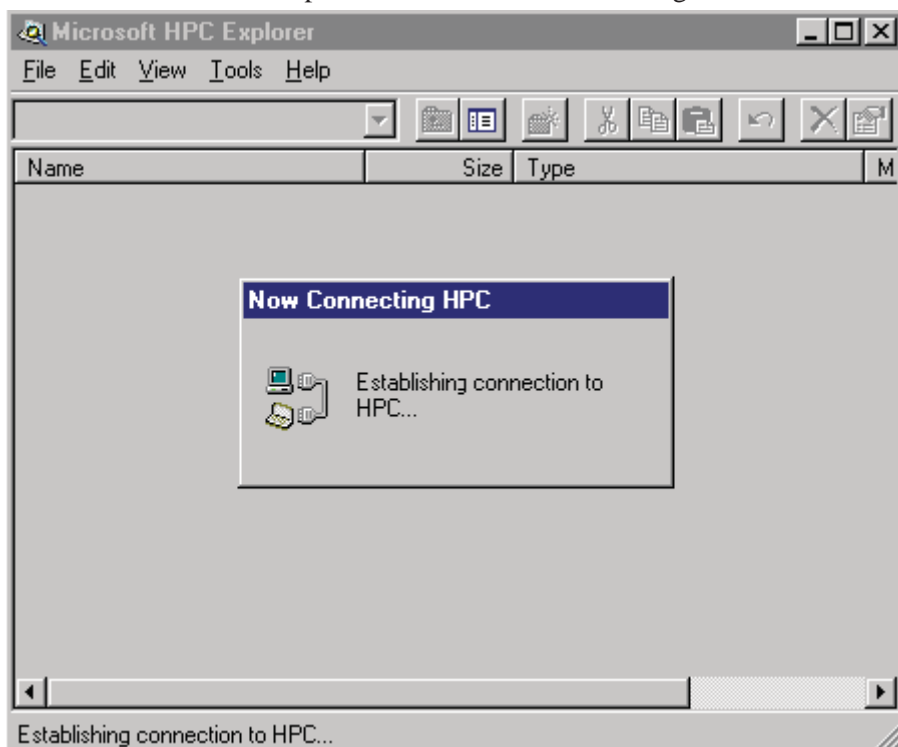 Microsoft HPC Explorer
File Edit View Tools Help
Name Size Type M
Now Connecting HPC
Establishing connection to
HPC...
Establishing connection to HPC...